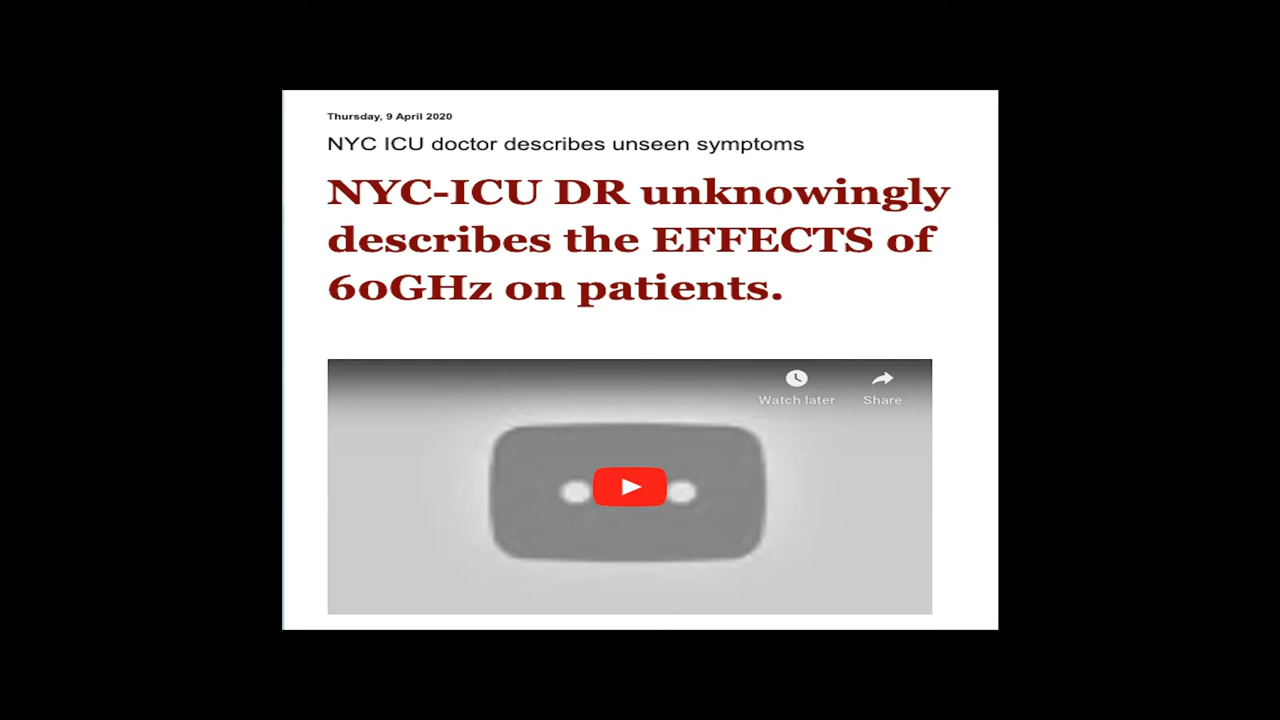 Thursday, 9 April 2020
NYC ICU doctor describes unseen symptoms
NYC-ICU DR unknowingly
describes the EFFECTS of
60GHz on patients.
Watch later Share